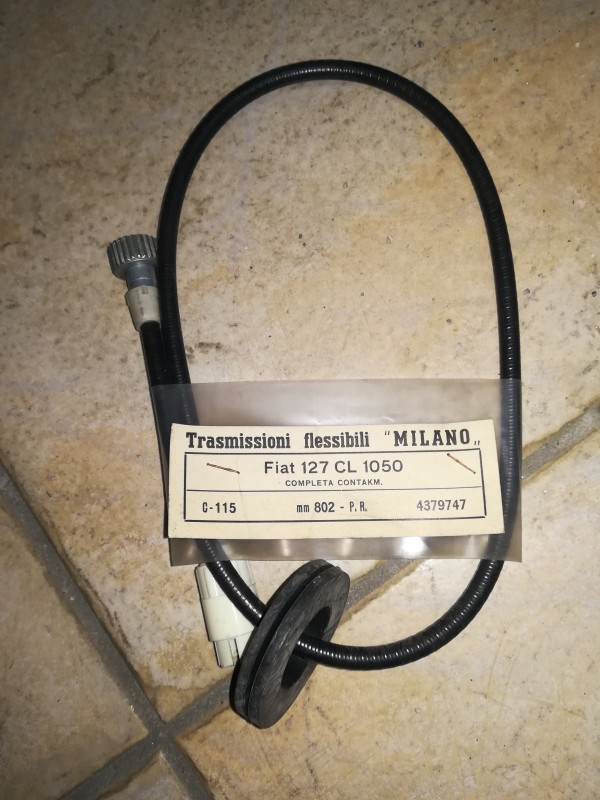 Trasmissioni flessibili "MILANO„
Fiat 127 CL 1050
COMPLETA CONTAKM.
C-115 mm 802 - P.R. 4379747